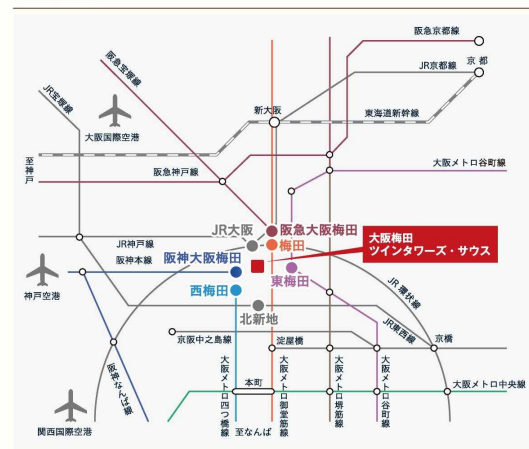 阪急京都線
阪急宝塚線
JR京都線
京都
JR宝塚線
大阪国際空港
新大阪
東海道新幹線
至神戸
阪急神戸線
大阪メトロ谷町線
JR大阪
阪急大阪梅田
梅田
大阪梅田
ツインタワーズ・サウス
JR神戸線
阪神本線
阪神大阪梅田
東梅田
神戸空港
西梅田
JR環状線
北新地
JR東西線
京阪中之島線
淀屋橋
京橋
阪神なんば線
大阪メトロ四つ橋線
本町
大阪メトロ御堂筋線
大阪メトロ堺筋線
大阪メトロ谷町線
大阪メトロ中央線
関西国際空港
至なんば